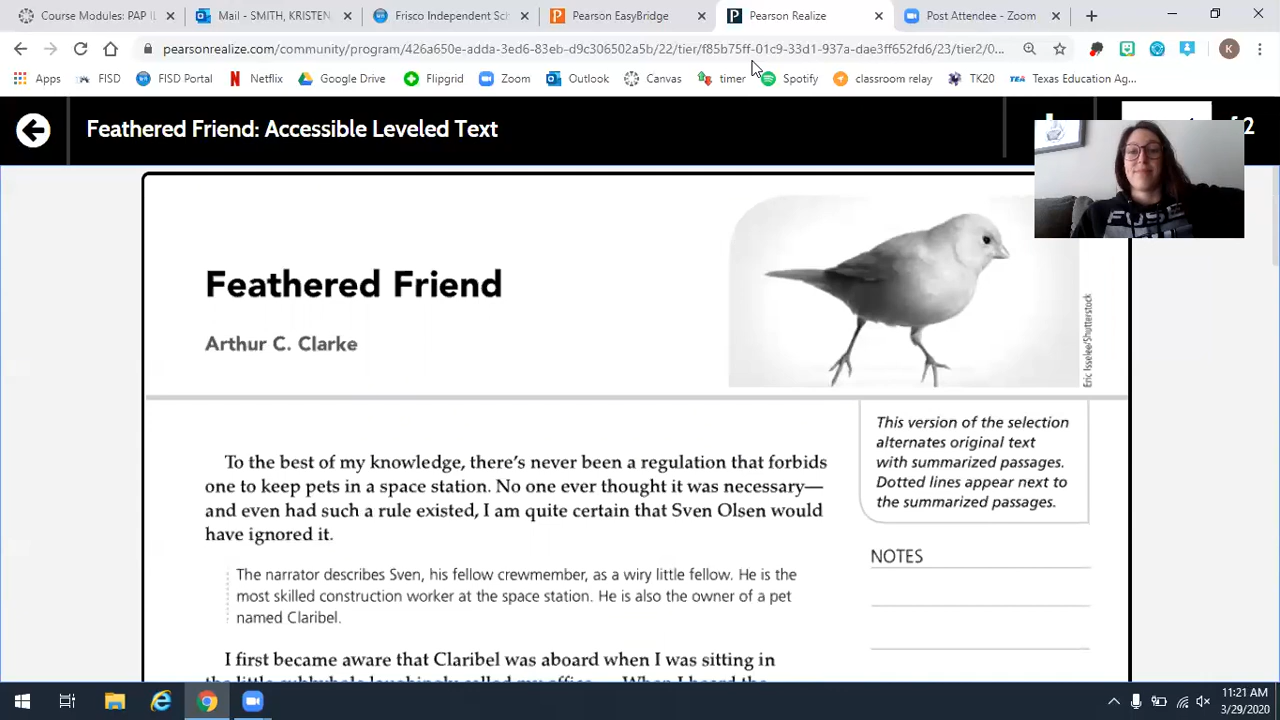 Course Modules: PAP I
Mail - SMITH, KRISTEN
Frisco Independent Sch
Pearson EasyBridge
Pearson Realize
Post Attendee - Zoom
pearsonrealize.com/community/program/426a650e-adda-3ed6-83eb-d9c306502a5b/22/tier/f85b75ff-01c9-33d1-937a-dae3ff652fd6/23/tier2/0...
K
Apps
FISD
FISD Portal
Netflix
Google Drive
Flipgrid
Zoom
Outlook
Canvas
timer
Spotify
classroom relay
TK20
TEA Texas Education Ag...
Feathered Friend: Accessible Leveled Text
Feathered Friend
Arthur C. Clarke
Eric Isselee/Shutterstock
To the best of my knowledge, there's never been a regulation that forbids
one to keep pets in a space station. No one ever thought it was necessary—
and even had such a rule existed, I am quite certain that Sven Olsen would
have ignored it.
This version of the selection
alternates original text
with summarized passages.
Dotted lines appear next to
the summarized passages.
NOTES
The narrator describes Sven, his fellow crewmember, as a wiry little fellow. He is the
most skilled construction worker at the space station. He is also the owner of a pet
named Claribel.
I first became aware that Claribel was aboard when I was sitting in
11:21 AM
3/29/2020